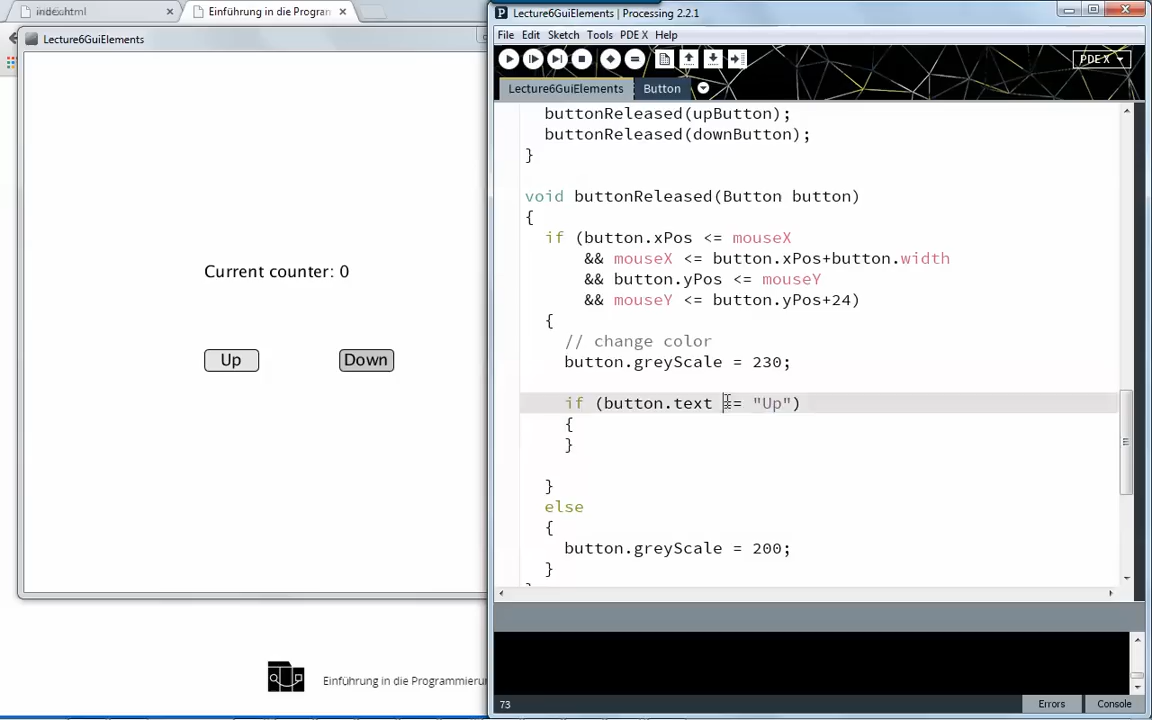 index.html
Einführung in die Program
Lecture6GuiElements
Current counter: 0
Up
Down
Einführung in die Programmierun
Lecture6GuiElements | Processing 2.2.1
File Edit Sketch Tools PDE X Help
PDE X
Lecture6GuiElements
Button
buttonReleased(upButton);
buttonReleased(downButton);
}
void buttonReleased(Button button)
{
if (button.xPos <= mouseX
&& mouseX <= button.xPos+button.width
&& button.yPos <= mouseY
&& mouseY <= button.yPos+24)
{
// change color
button.greyScale = 230;
if (button.text == "Up")
{
}
}
else
{
button.greyScale = 200;
}
73
Errors
Console